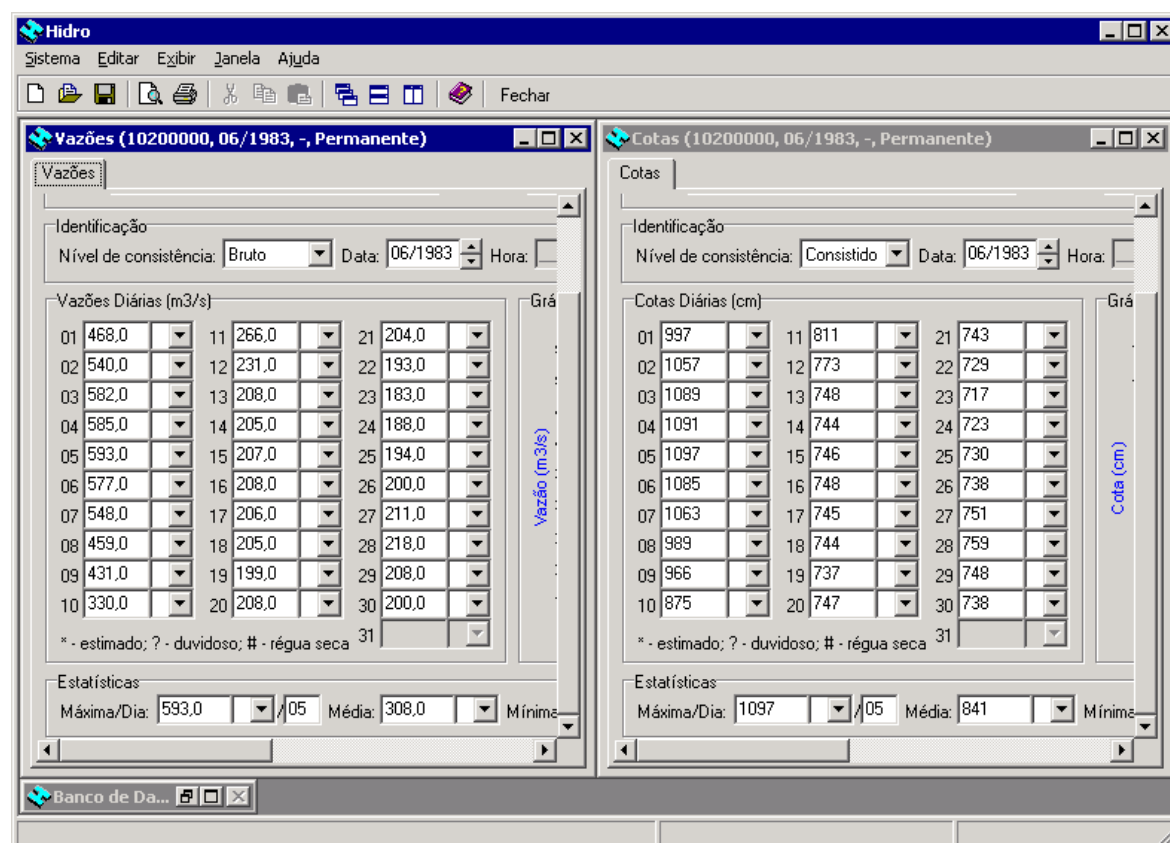 Hidro
Sistema Editar Exibir Janela Ajuda
Fechar
Vazões (10200000, 06/1983, -, Permanente)
Vazões
Identificação
Nível de consistência: Bruto Data: 06/1983 Hora:
Vazões Diárias (m3/s) Grá
01 468,0 11 266,0 21 204,0
02 540,0 12 231,0 22 193,0
03 582,0 13 208,0 23 183,0
04 585,0 14 205,0 24 188,0
05 593,0 15 207,0 25 194,0
06 577,0 16 208,0 26 200,0
07 548,0 17 206,0 27 211,0
08 459,0 18 205,0 28 218,0
09 431,0 19 199,0 29 208,0
10 330,0 20 208,0 30 200,0
* - estimado; ? - duvidoso; # - régua seca 31
Vazão (m3/s)
Estatísticas
Máxima/Dia: 593,0 /05 Média: 308,0 Mínima
Cotas (10200000, 06/1983, -, Permanente)
Cotas
Identificação
Nível de consistência: Consistido Data: 06/1983 Hora:
Cotas Diárias (cm) Grá
01 997 11 811 21 743
02 1057 12 773 22 729
03 1089 13 748 23 717
04 1091 14 744 24 723
05 1097 15 746 25 730
06 1085 16 748 26 738
07 1063 17 745 27 751
08 989 18 744 28 759
09 966 19 737 29 748
10 875 20 747 30 738
* - estimado; ? - duvidoso; # - régua seca 31
Cota (cm)
Estatísticas
Máxima/Dia: 1097 /05 Média: 841 Mínima
Banco de Da...